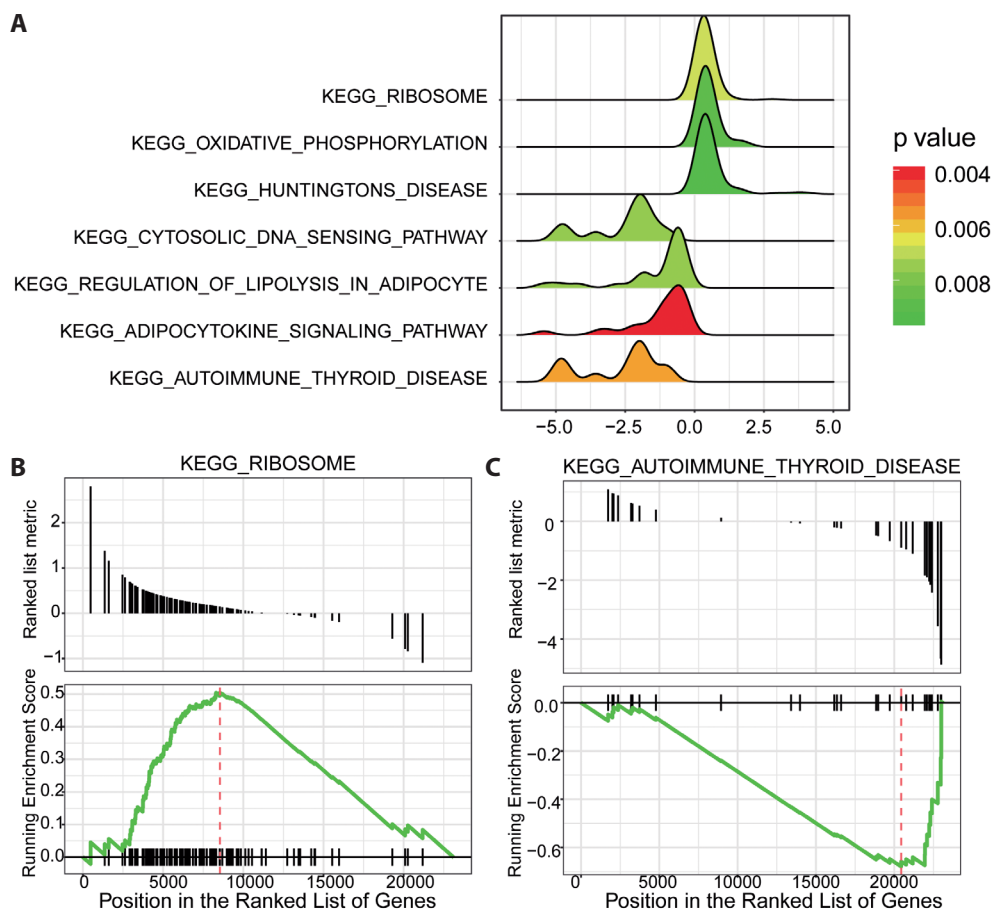 A
KEGG_RIBOSOME
KEGG_OXIDATIVE_PHOSPHORYLATION
KEGG_HUNTINGTONS_DISEASE
KEGG_CYTOSOLIC_DNA_SENSING_PATHWAY
KEGG_REGULATION_OF_LIPOLYSIS_IN_ADIPOCYTE
KEGG_ADIPOCYTOKINE_SIGNALING_PATHWAY
KEGG_AUTOIMMUNE_THYROID_DISEASE
−5.0 −2.5 0.0 2.5 5.0
p value
0.004
0.006
0.008
B
KEGG_RIBOSOME
Ranked list metric
2
1
0
−1
Running Enrichment Score
0.5
0.4
0.3
0.2
0.1
0.0
0 5000 10000 15000 20000
Position in the Ranked List of Genes
C
KEGG_AUTOIMMUNE_THYROID_DISEASE
Ranked list metric
0
−2
−4
Running Enrichment Score
0.0
−0.2
−0.4
−0.6
0 5000 10000 15000 20000
Position in the Ranked List of Genes